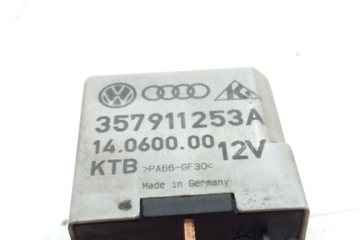 357911253A
14.0600.00 12V
KTB >PA66-GF30<
Made in Germany